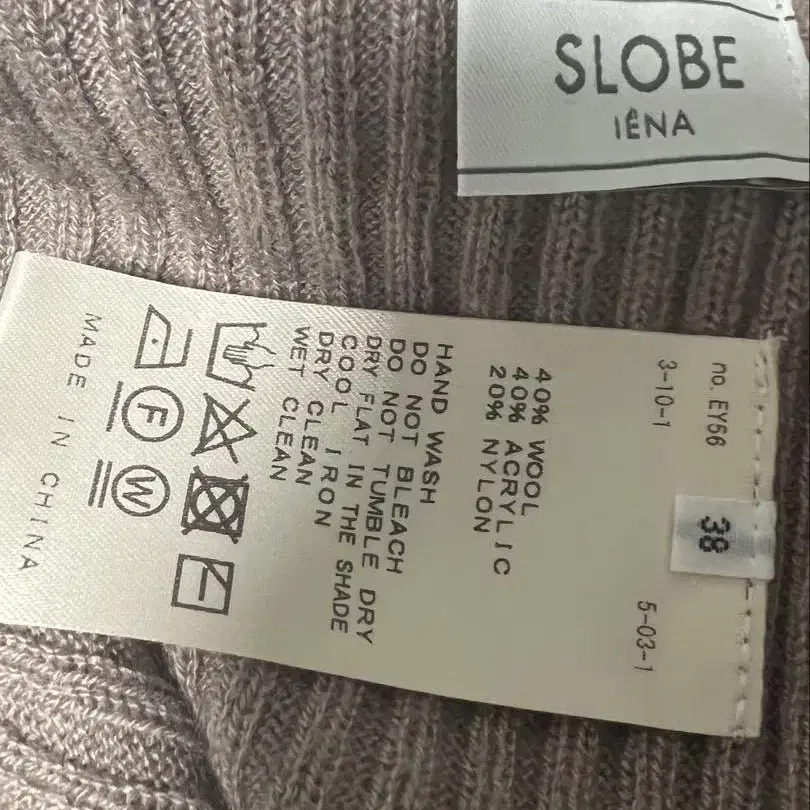 SLOBE
IÉNA
no. EY56
3-10-1
38
5-03-1
40% WOOL
40% ACRYLIC
20% NYLON
HAND WASH
DO NOT BLEACH
DO NOT TUMBLE DRY
DRY FLAT IN THE SHADE
COOL IRON
DRY CLEAN
WET CLEAN
F
W
MADE IN CHINA